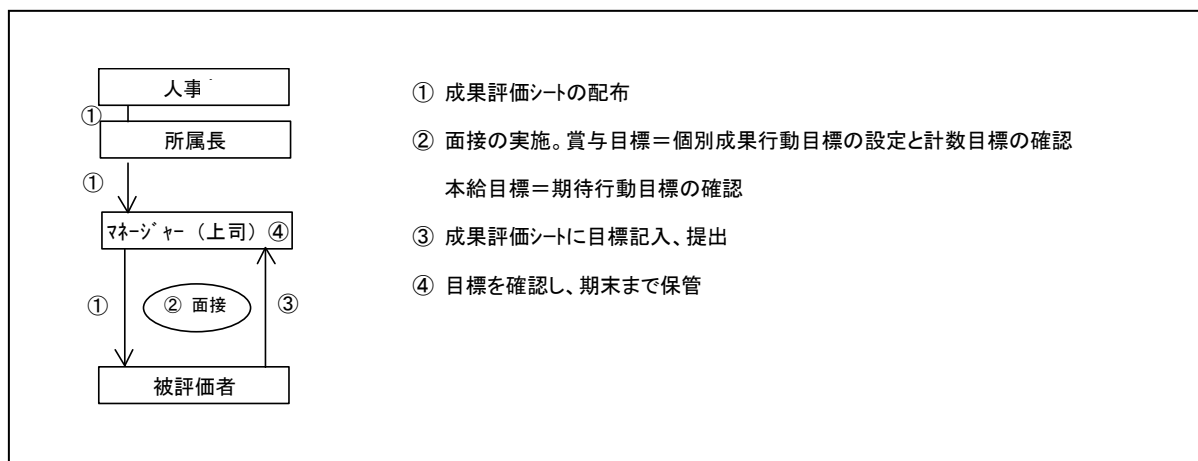 人事
① 成果評価シートの配布
①
所属長
② 面接の実施。賞与目標＝個別成果行動目標の設定と計数目標の確認
①
本給目標＝期待行動目標の確認
ﾏﾈｰｼﾞｬｰ（上司）④
③ 成果評価シートに目標記入、提出
④ 目標を確認し、期末まで保管
①
② 面接
③
被評価者